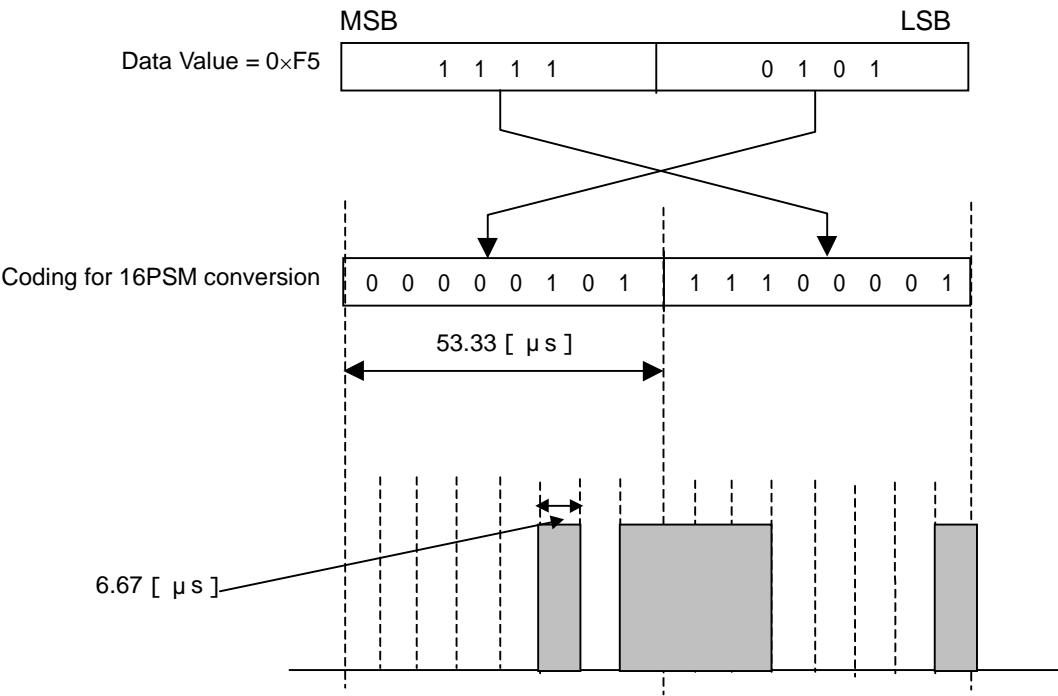 MSB LSB
Data Value = 0×F5 1 1 1 1 0 1 0 1
Coding for 16PSM conversion 0 0 0 0 0 1 0 1 1 1 1 0 0 0 0 1
53.33 [ μs ]
6.67 [ μs ]